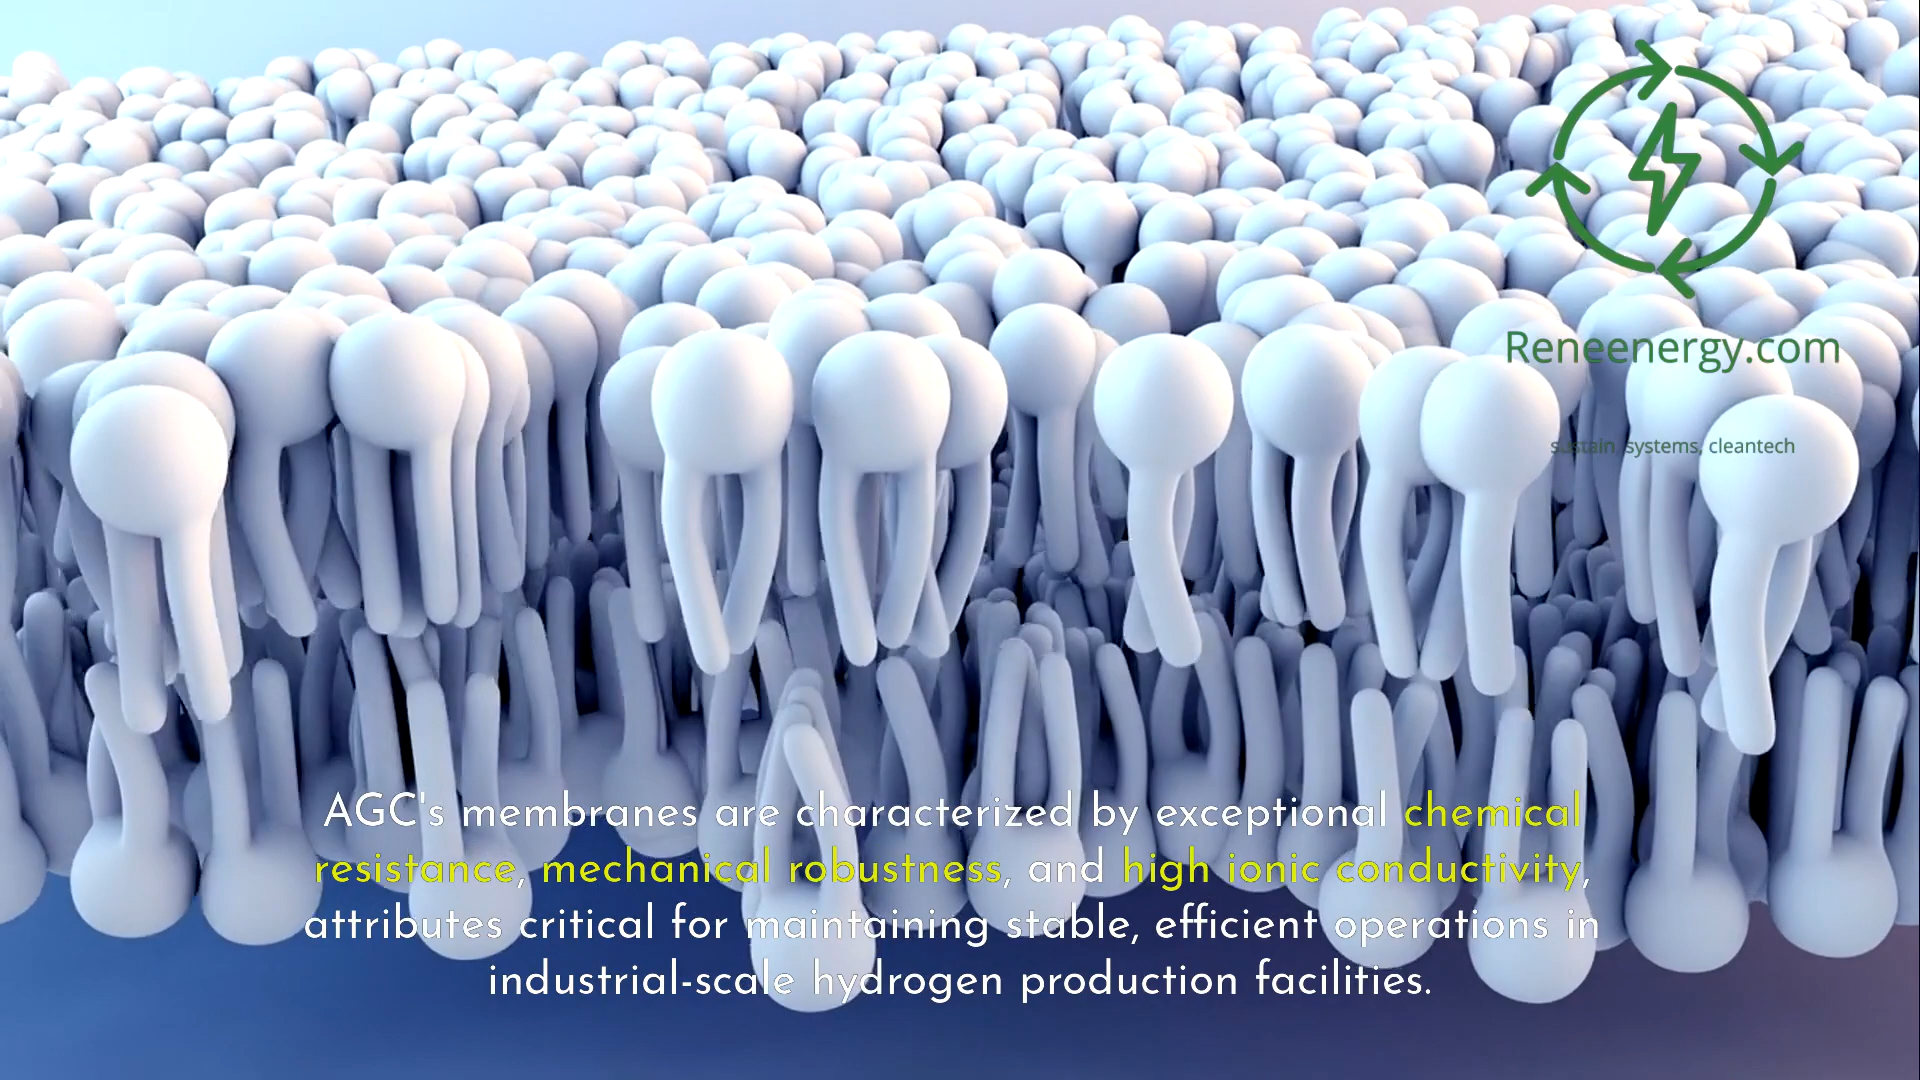 Reneenergy.com
sustain, systems, cleantech
AGC's membranes are characterized by exceptional chemical
resistance, mechanical robustness, and high ionic conductivity,
attributes critical for maintaining stable, efficient operations in
industrial-scale hydrogen production facilities.